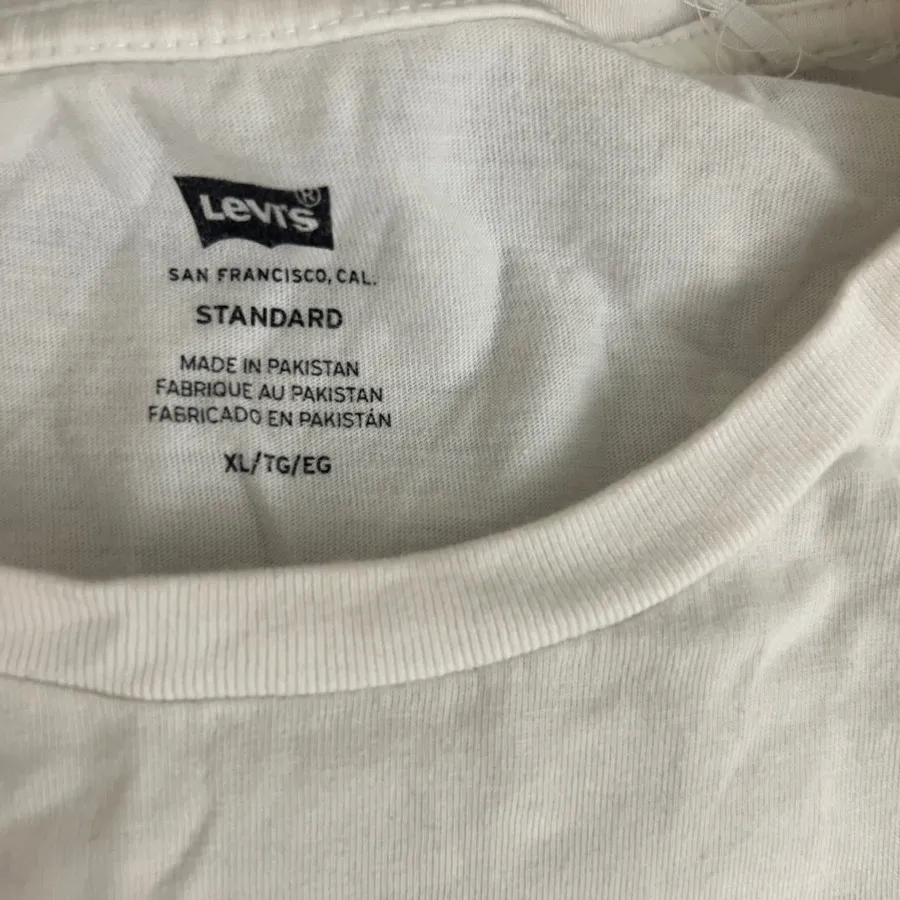 Levi's®
SAN FRANCISCO, CAL.
STANDARD
MADE IN PAKISTAN
FABRIQUE AU PAKISTAN
FABRICADO EN PAKISTÁN
XL/TG/EG